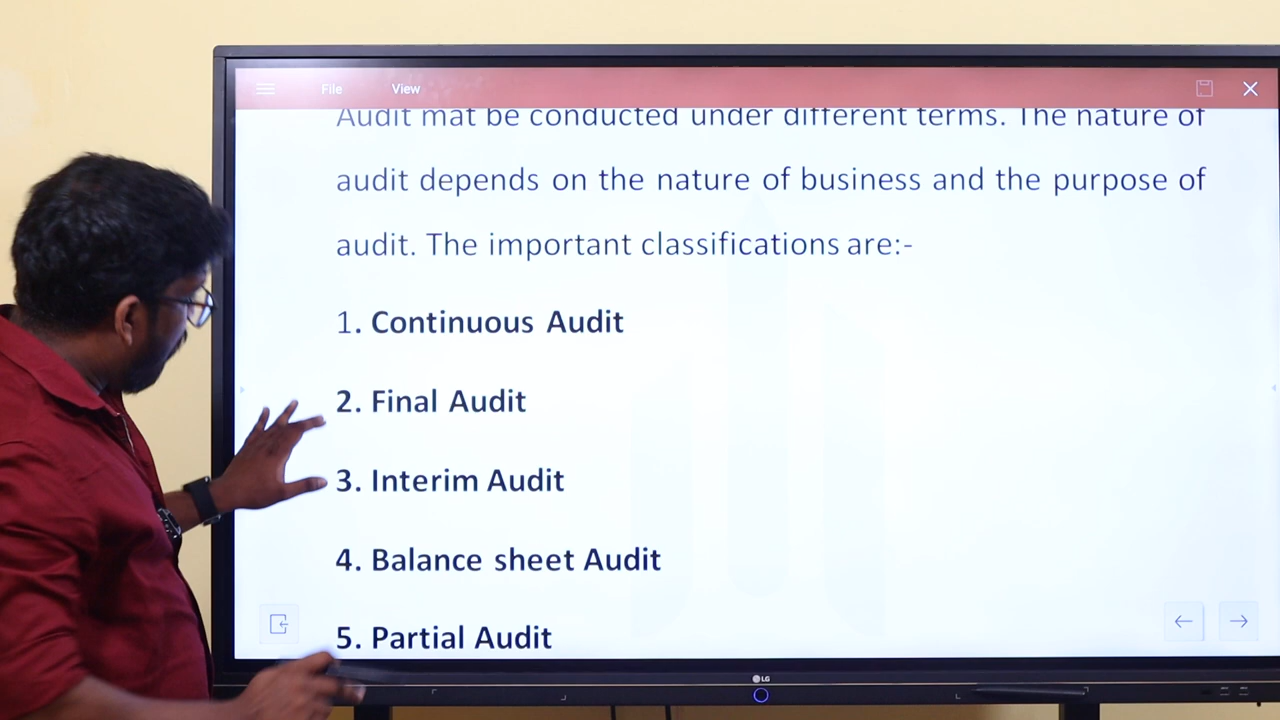 File View
Audit mat be conducted under different terms. The nature of
audit depends on the nature of business and the purpose of
audit. The important classifications are:-
1. Continuous Audit
2. Final Audit
3. Interim Audit
4. Balance sheet Audit
5. Partial Audit
LG